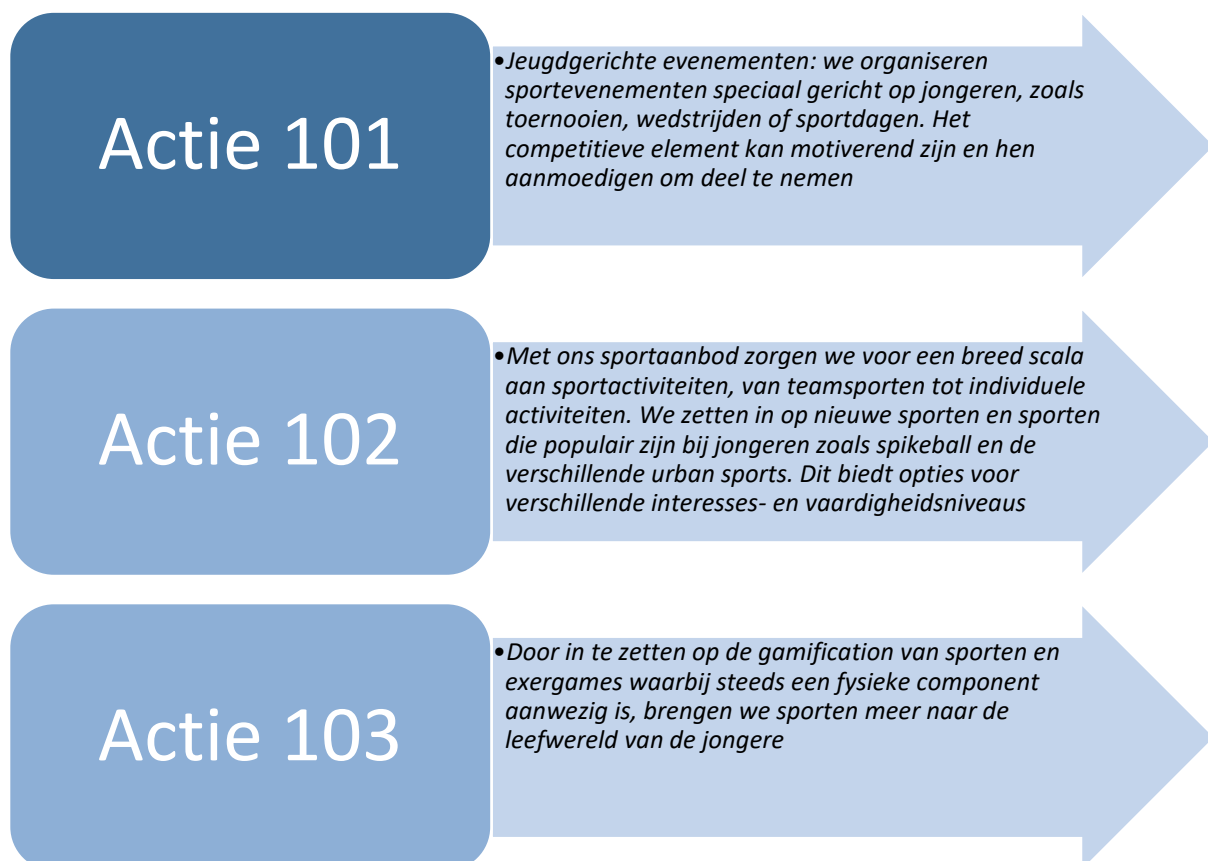 Actie 101
•Jeugdgerichte evenementen: we organiseren
sportevenementen speciaal gericht op jongeren, zoals
toernooien, wedstrijden of sportdagen. Het
competitieve element kan motiverend zijn en hen
aanmoedigen om deel te nemen
Actie 102
•Met ons sportaanbod zorgen we voor een breed scala
aan sportactiviteiten, van teamsporten tot individuele
activiteiten. We zetten in op nieuwe sporten en sporten
die populair zijn bij jongeren zoals spikeball en de
verschillende urban sports. Dit biedt opties voor
verschillende interesses- en vaardigheidsniveaus
Actie 103
•Door in te zetten op de gamification van sporten en
exergames waarbij steeds een fysieke component
aanwezig is, brengen we sporten meer naar de
leefwereld van de jongere